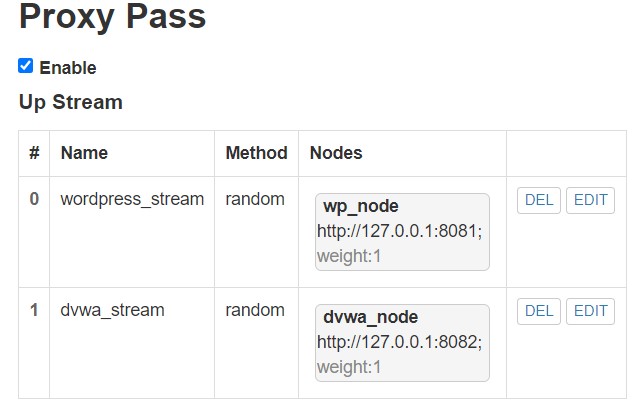 Proxy Pass
Enable
Up Stream
# Name Method Nodes
0 wordpress_stream random wp_node DEL EDIT
http://127.0.0.1:8081;
weight:1
1 dvwa_stream random dvwa_node DEL EDIT
http://127.0.0.1:8082;
weight:1